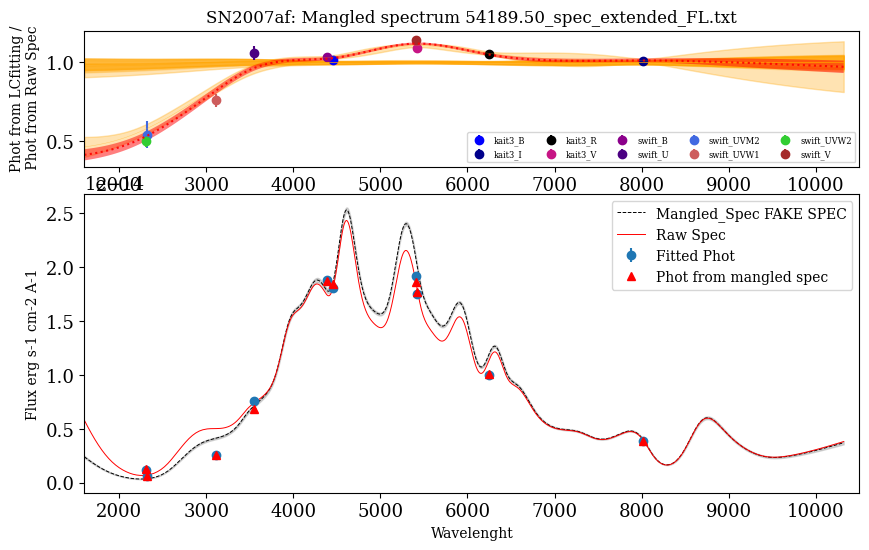 SN2007af: Mangled spectrum 54189.50_spec_extended_FL.txt
Phot from LCfitting /
Phot from Raw Spec
1.0
0.5
kait3_B kait3_R swift_B swift_UVM2 swift_UVW2
kait3_I kait3_V swift_U swift_UVW1 swift_V
2000 3000 4000 5000 6000 7000 8000 9000 10000
1e−14
Flux erg s-1 cm-2 A-1
2.5
2.0
1.5
1.0
0.5
0.0
Mangled_Spec FAKE SPEC
Raw Spec
Fitted Phot
Phot from mangled spec
2000 3000 4000 5000 6000 7000 8000 9000 10000
Wavelenght